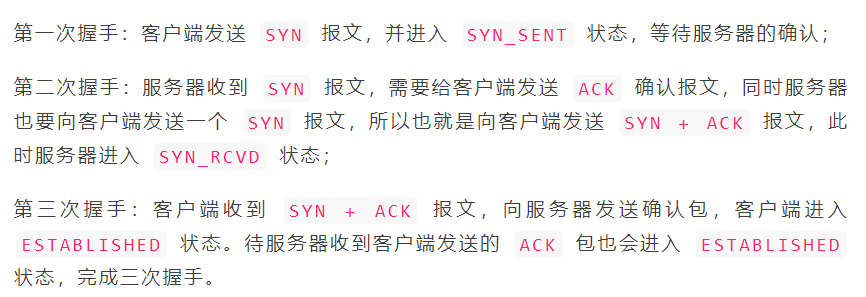 第一次握手：客户端发送 SYN 报文，并进入 SYN_SENT 状态，等待服务器的确认；
第二次握手：服务器收到 SYN 报文，需要给客户端发送 ACK 确认报文，同时服务器
也要向客户端发送一个 SYN 报文，所以也就是向客户端发送 SYN + ACK 报文，此
时服务器进入 SYN_RCVD 状态；
第三次握手：客户端收到 SYN + ACK 报文，向服务器发送确认包，客户端进入
ESTABLISHED 状态。待服务器收到客户端发送的 ACK 包也会进入 ESTABLISHED
状态，完成三次握手。